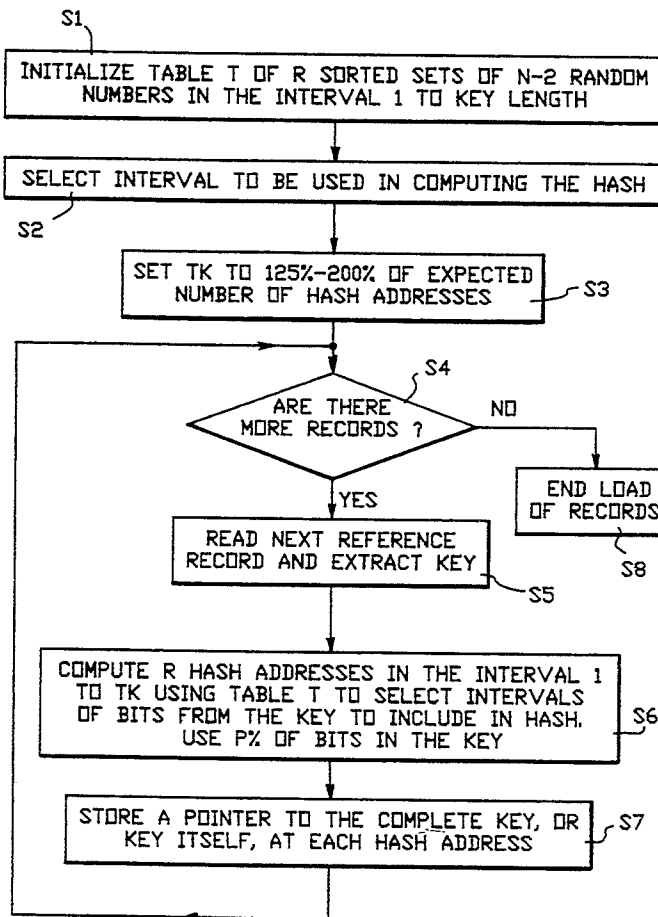 S1
INITIALIZE TABLE T OF R SORTED SETS OF N-2 RANDOM
NUMBERS IN THE INTERVAL 1 TO KEY LENGTH
SELECT INTERVAL TO BE USED IN COMPUTING THE HASH
S2
SET TK TO 125%-200% OF EXPECTED
NUMBER OF HASH ADDRESSES
S3
S4
ARE THERE
MORE RECORDS ?
NO
YES
END LOAD
OF RECORDS
S8
READ NEXT REFERENCE
RECORD AND EXTRACT KEY
S5
COMPUTE R HASH ADDRESSES IN THE INTERVAL 1
TO TK USING TABLE T TO SELECT INTERVALS
OF BITS FROM THE KEY TO INCLUDE IN HASH.
USE P% OF BITS IN THE KEY
S6
STORE A POINTER TO THE COMPLETE KEY, OR
KEY ITSELF, AT EACH HASH ADDRESS
S7